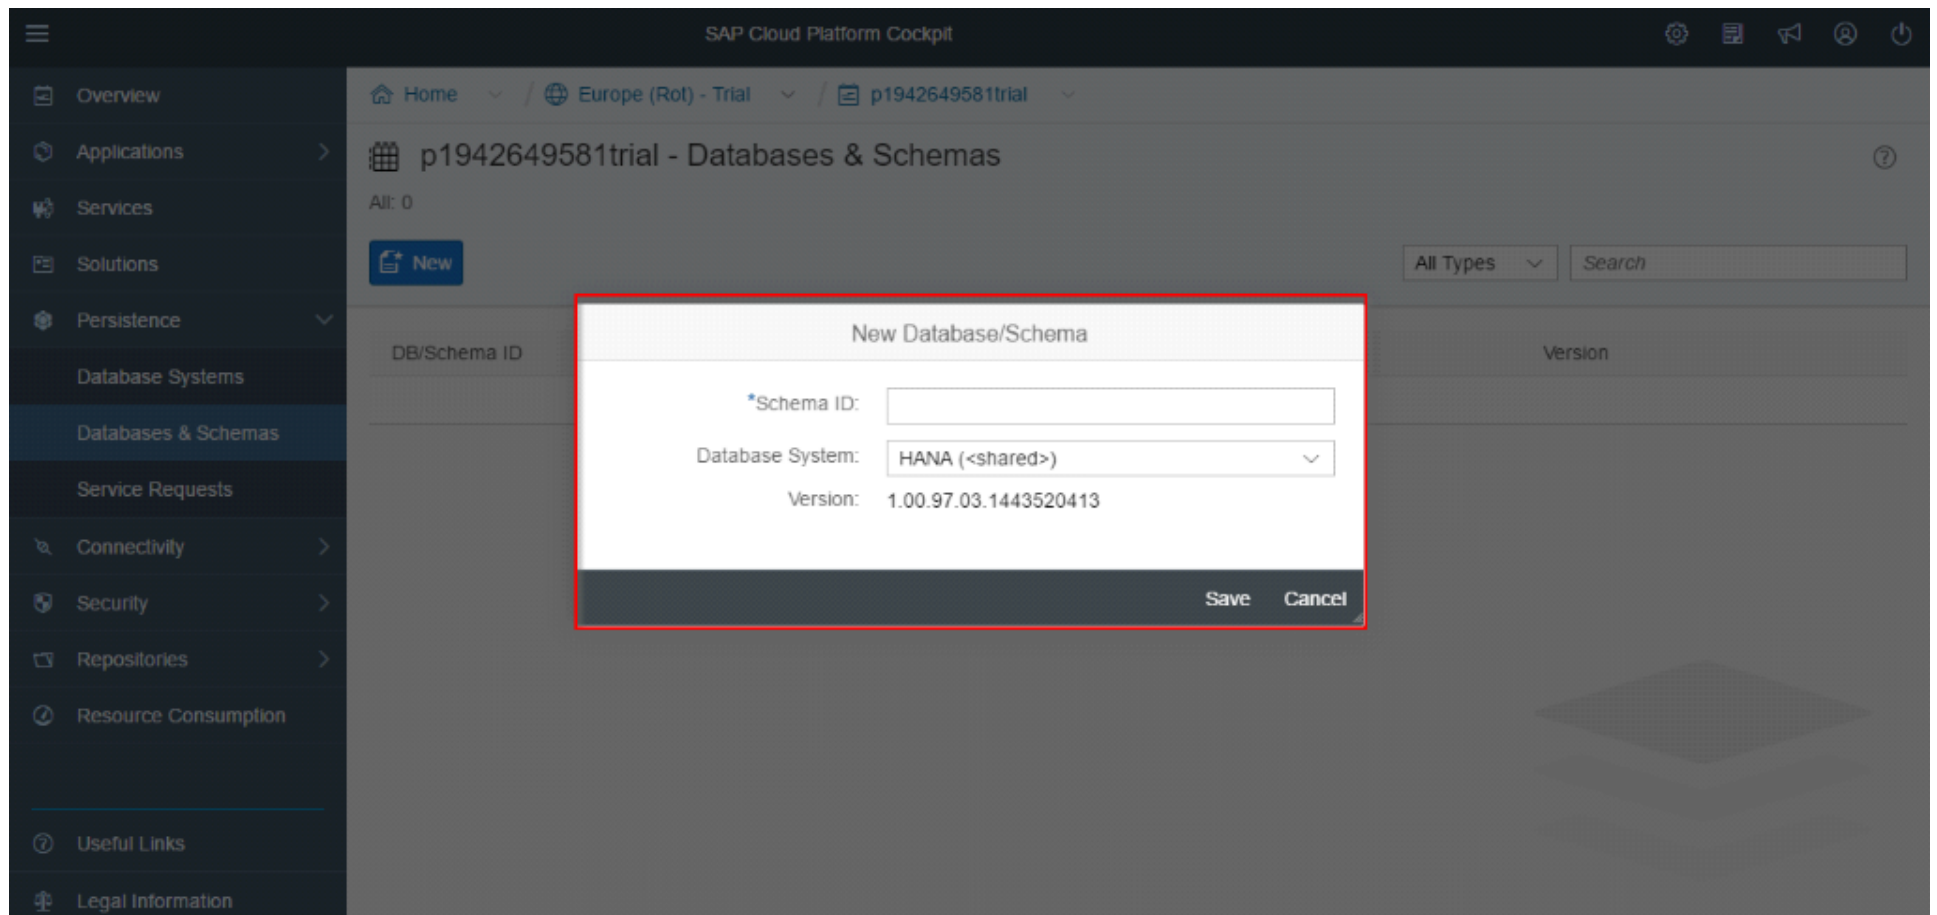 SAP Cloud Platform Cockpit
Overview
Applications
Services
Solutions
Persistence
Database Systems
Databases & Schemas
Service Requests
Connectivity
Security
Repositories
Resource Consumption
Useful Links
Legal Information
Home / Europe (Rot) - Trial / p1942649581trial
p1942649581trial - Databases & Schemas
All: 0
New
All Types
Search
DB/Schema ID
Version
New Database/Schema
*Schema ID:
Database System: HANA (<shared>)
Version: 1.00.97.03.1443520413
Save Cancel